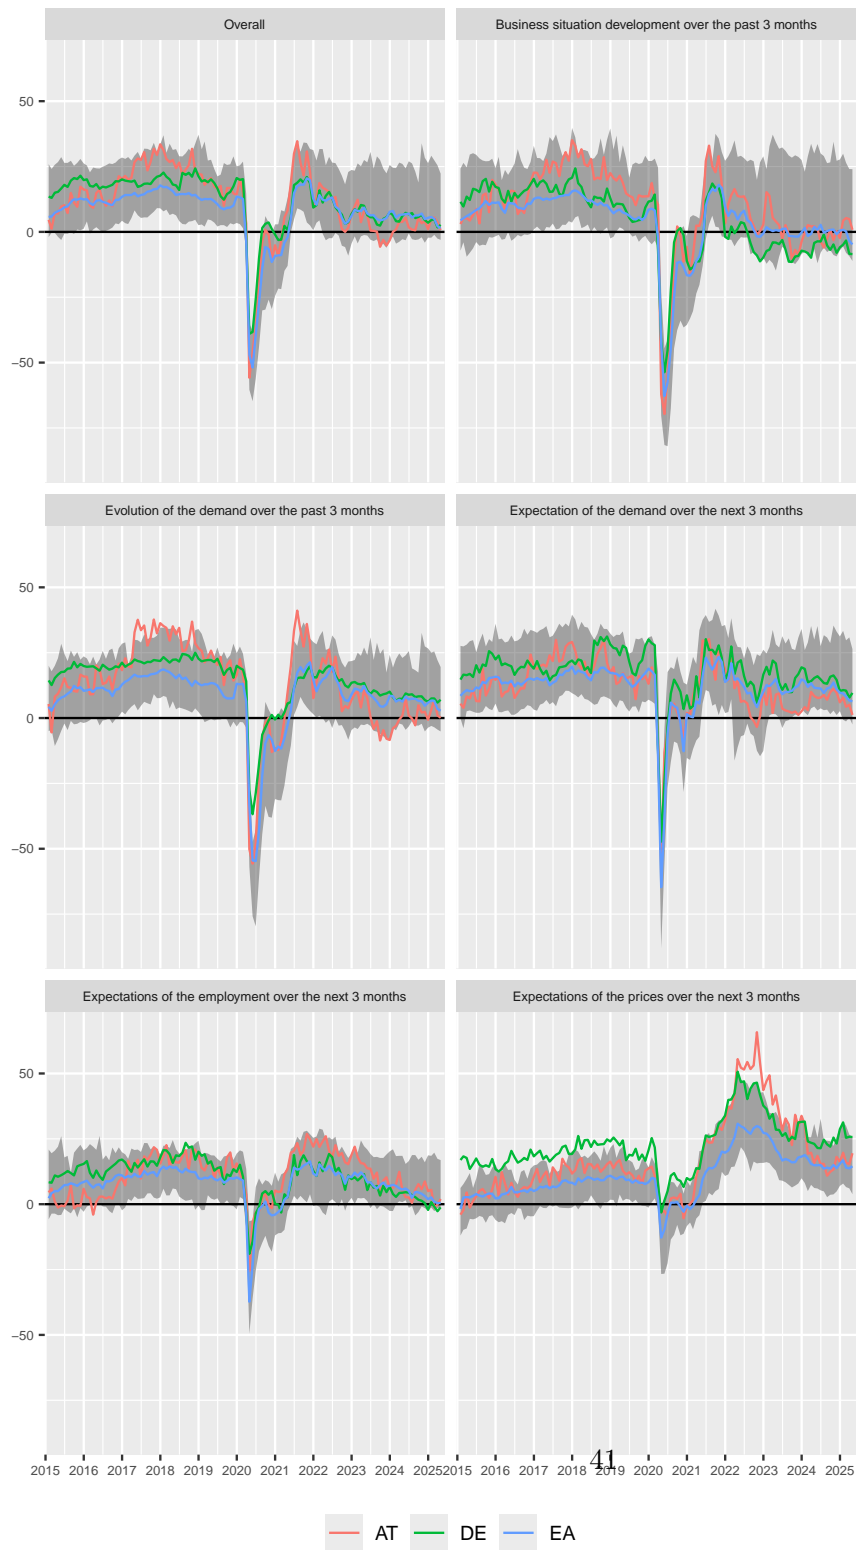 Overall
Business situation development over the past 3 months
50
0
−50
Evolution of the demand over the past 3 months
Expectation of the demand over the next 3 months
50
0
−50
Expectations of the employment over the next 3 months
Expectations of the prices over the next 3 months
50
0
−50
2015 2016 2017 2018 2019 2020 2021 2022 2023 2024 2025
2015 2016 2017 2018 2019 2020 2021 2022 2023 2024 2025
41
AT DE EA